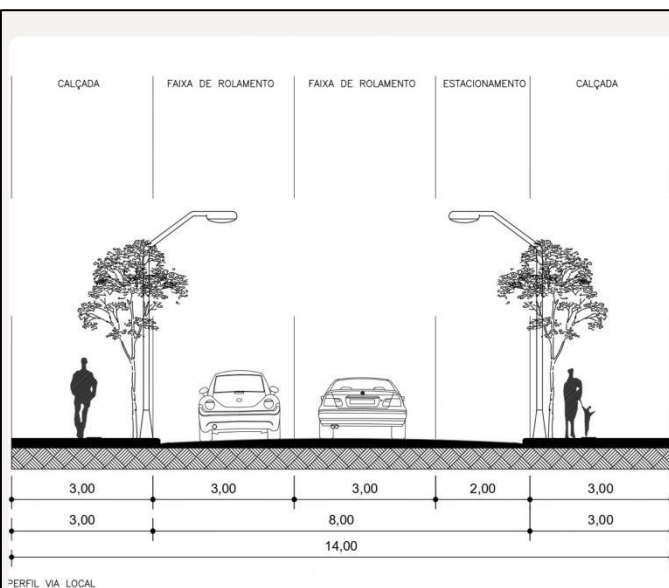 CALÇADA FAIXA DE ROLAMENTO FAIXA DE ROLAMENTO ESTACIONAMENTO CALÇADA
3,00 3,00 3,00 2,00 3,00
3,00 8,00 3,00
14,00
PERFIL VIA LOCAL